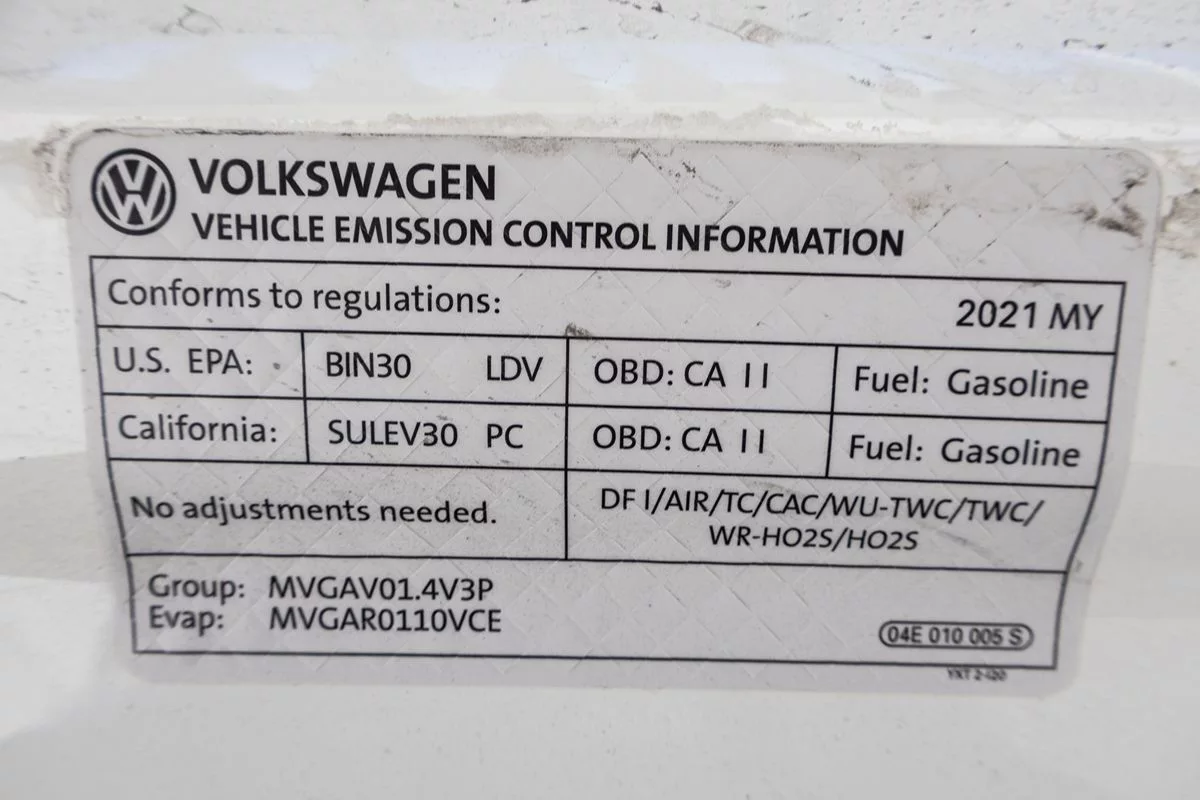 VOLKSWAGEN
VEHICLE EMISSION CONTROL INFORMATION
Conforms to regulations: 2021 MY
U.S. EPA: BIN30 LDV OBD: CA II Fuel: Gasoline
California: SULEV30 PC OBD: CA II Fuel: Gasoline
No adjustments needed.
DFI/AIR/TC/CAC/WU-TWC/TWC/
WR-HO2S/HO2S
Group: MVGAV01.4V3P
Evap: MVGAR0110VCE
04E 010 005 S